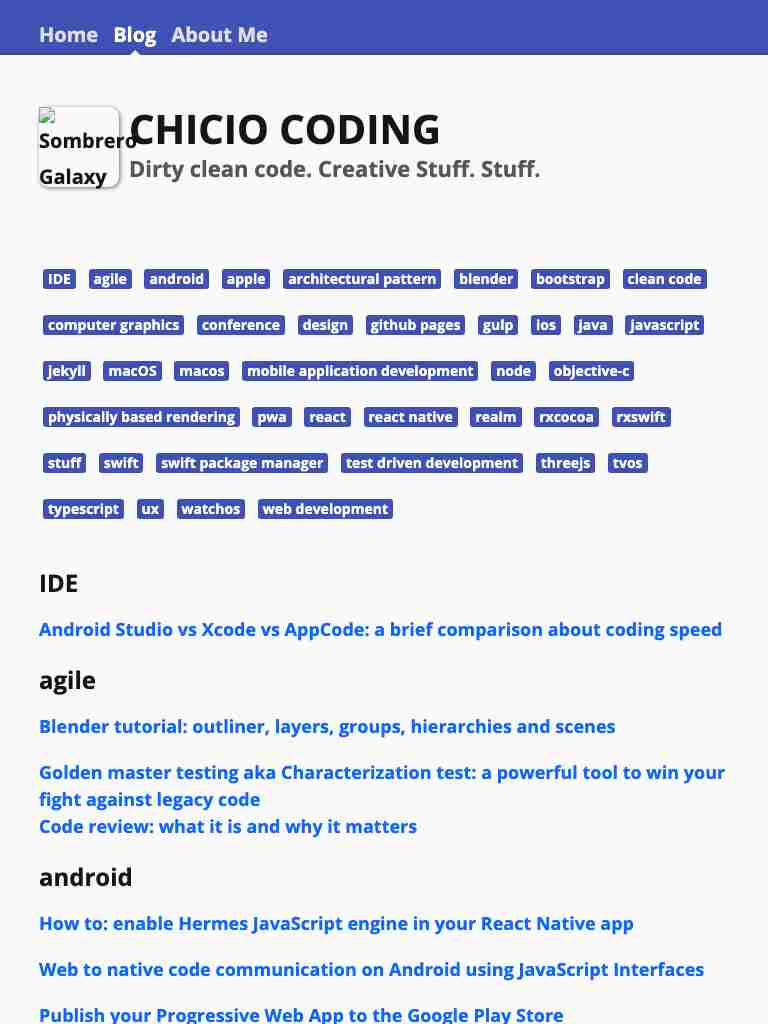 Home Blog About Me
Sombrero
Galaxy
CHICIO CODING
Dirty clean code. Creative Stuff. Stuff.
IDE agile android apple architectural pattern blender bootstrap clean code
computer graphics conference design github pages gulp ios java javascript
jekyll macOS macos mobile application development node objective-c
physically based rendering pwa react react native realm rxcocoa rxswift
stuff swift swift package manager test driven development threejs tvos
typescript ux watchos web development
IDE
Android Studio vs Xcode vs AppCode: a brief comparison about coding speed
agile
Blender tutorial: outliner, layers, groups, hierarchies and scenes
Golden master testing aka Characterization test: a powerful tool to win your
fight against legacy code
Code review: what it is and why it matters
android
How to: enable Hermes JavaScript engine in your React Native app
Web to native code communication on Android using JavaScript Interfaces
Publish your Progressive Web App to the Google Play Store